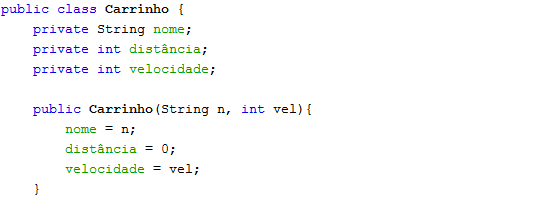 public class Carrinho {
    private String nome;
    private int distância;
    private int velocidade;

    public Carrinho(String n, int vel){
        nome = n;
        distância = 0;
        velocidade = vel;
    }